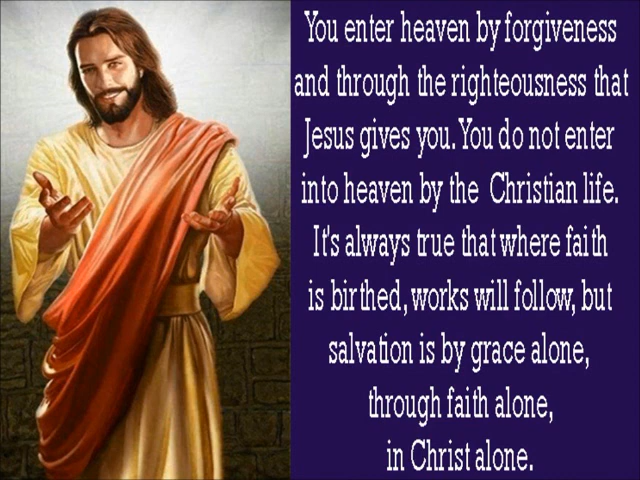 You enter heaven by forgiveness
and through the righteousness that
Jesus gives you. You do not enter
into heaven by the Christian life.
It's always true that where faith
is birthed, works will follow, but
salvation is by grace alone,
through faith alone,
in Christ alone.